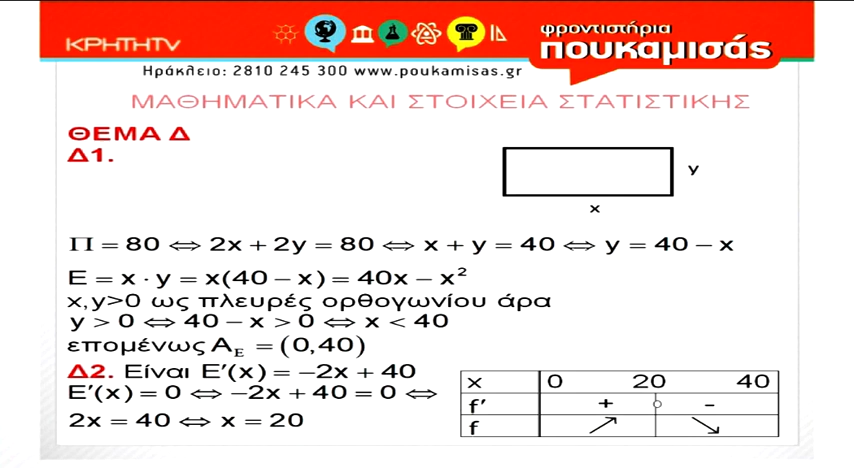 ΚΡΗΤΗTV
φροντιστήρια
πουκαμισάς
Ηράκλειο: 2810 245 300 www.poukamisas.gr
ΜΑΘΗΜΑΤΙΚΑ ΚΑΙ ΣΤΟΙΧΕΙΑ ΣΤΑΤΙΣΤΙΚΗΣ
ΘΕΜΑ Δ
Δ1.
y
x
Π = 80 ⇔ 2x + 2y = 80 ⇔ x + y = 40 ⇔ y = 40 − x
E = x · y = x(40 − x) = 40x − x²
x,y>0 ως πλευρές ορθογωνίου άρα
y > 0 ⇔ 40 − x > 0 ⇔ x < 40
επομένως A_E = (0,40)
Δ2. Είναι E′(x) = −2x + 40
E′(x) = 0 ⇔ −2x + 40 = 0 ⇔
2x = 40 ⇔ x = 20
x 0 20 40
f′ + ○ -
f ↗ ↘